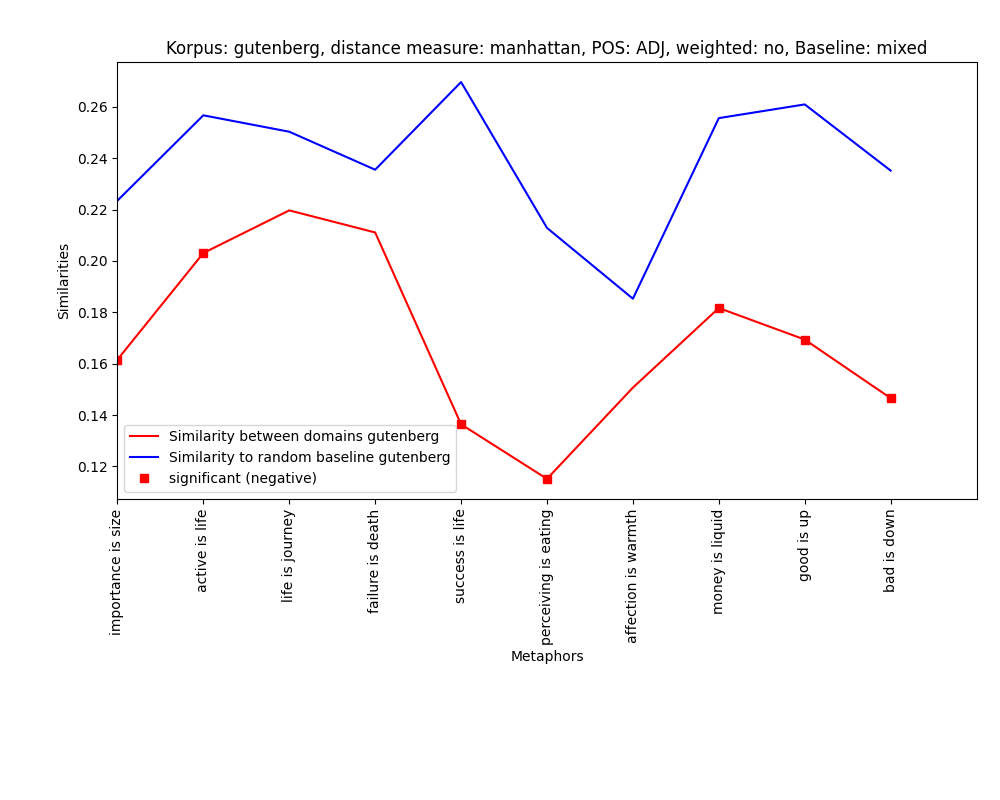 Korpus: gutenberg, distance measure: manhattan, POS: ADJ, weighted: no, Baseline: mixed
Similarities
0.26
0.24
0.22
0.20
0.18
0.16
0.14
0.12
Similarity between domains gutenberg
Similarity to random baseline gutenberg
significant (negative)
importance is size
active is life
life is journey
failure is death
success is life
perceiving is eating
affection is warmth
money is liquid
good is up
bad is down
Metaphors